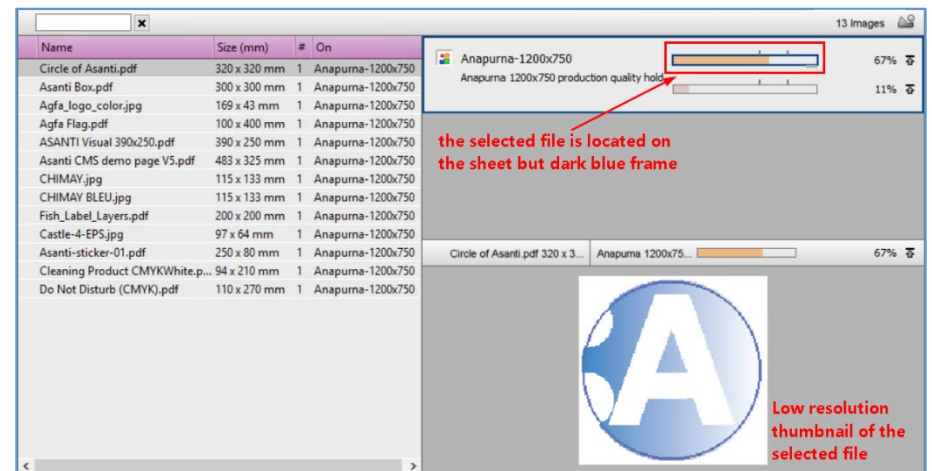 13 Images
Name Size (mm) # On
Circle of Asanti.pdf 320 x 320 mm 1 Anapurna-1200x750
Asanti Box.pdf 300 x 300 mm 1 Anapurna-1200x750
Agfa_logo_color.jpg 169 x 43 mm 1 Anapurna-1200x750
Agfa Flag.pdf 100 x 400 mm 1 Anapurna-1200x750
ASANTI Visual 390x250.pdf 390 x 250 mm 1 Anapurna-1200x750
Asanti CMS demo page V5.pdf 483 x 325 mm 1 Anapurna-1200x750
CHIMAY.jpg 115 x 133 mm 1 Anapurna-1200x750
CHIMAY BLEU.jpg 115 x 133 mm 1 Anapurna-1200x750
Fish_Label_Layers.pdf 200 x 200 mm 1 Anapurna-1200x750
Castle-4-EPS.jpg 97 x 64 mm 1 Anapurna-1200x750
Asanti-sticker-01.pdf 250 x 80 mm 1 Anapurna-1200x750
Cleaning Product CMYKWhite.p... 94 x 210 mm 1 Anapurna-1200x750
Do Not Disturb (CMYK).pdf 110 x 270 mm 1 Anapurna-1200x750
Anapurna-1200x750 67%
Anapurna 1200x750 production quality hold
11%
the selected file is located on
the sheet but dark blue frame
Circle of Asanti.pdf 320 x 3... Anapurna 1200x75... 67%
A
Low resolution
thumbnail of the
selected file